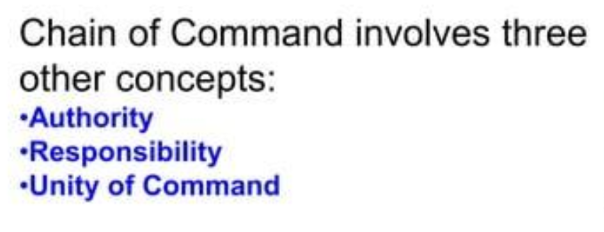 Chain of Command involves three
other concepts:
•Authority
•Responsibility
•Unity of Command